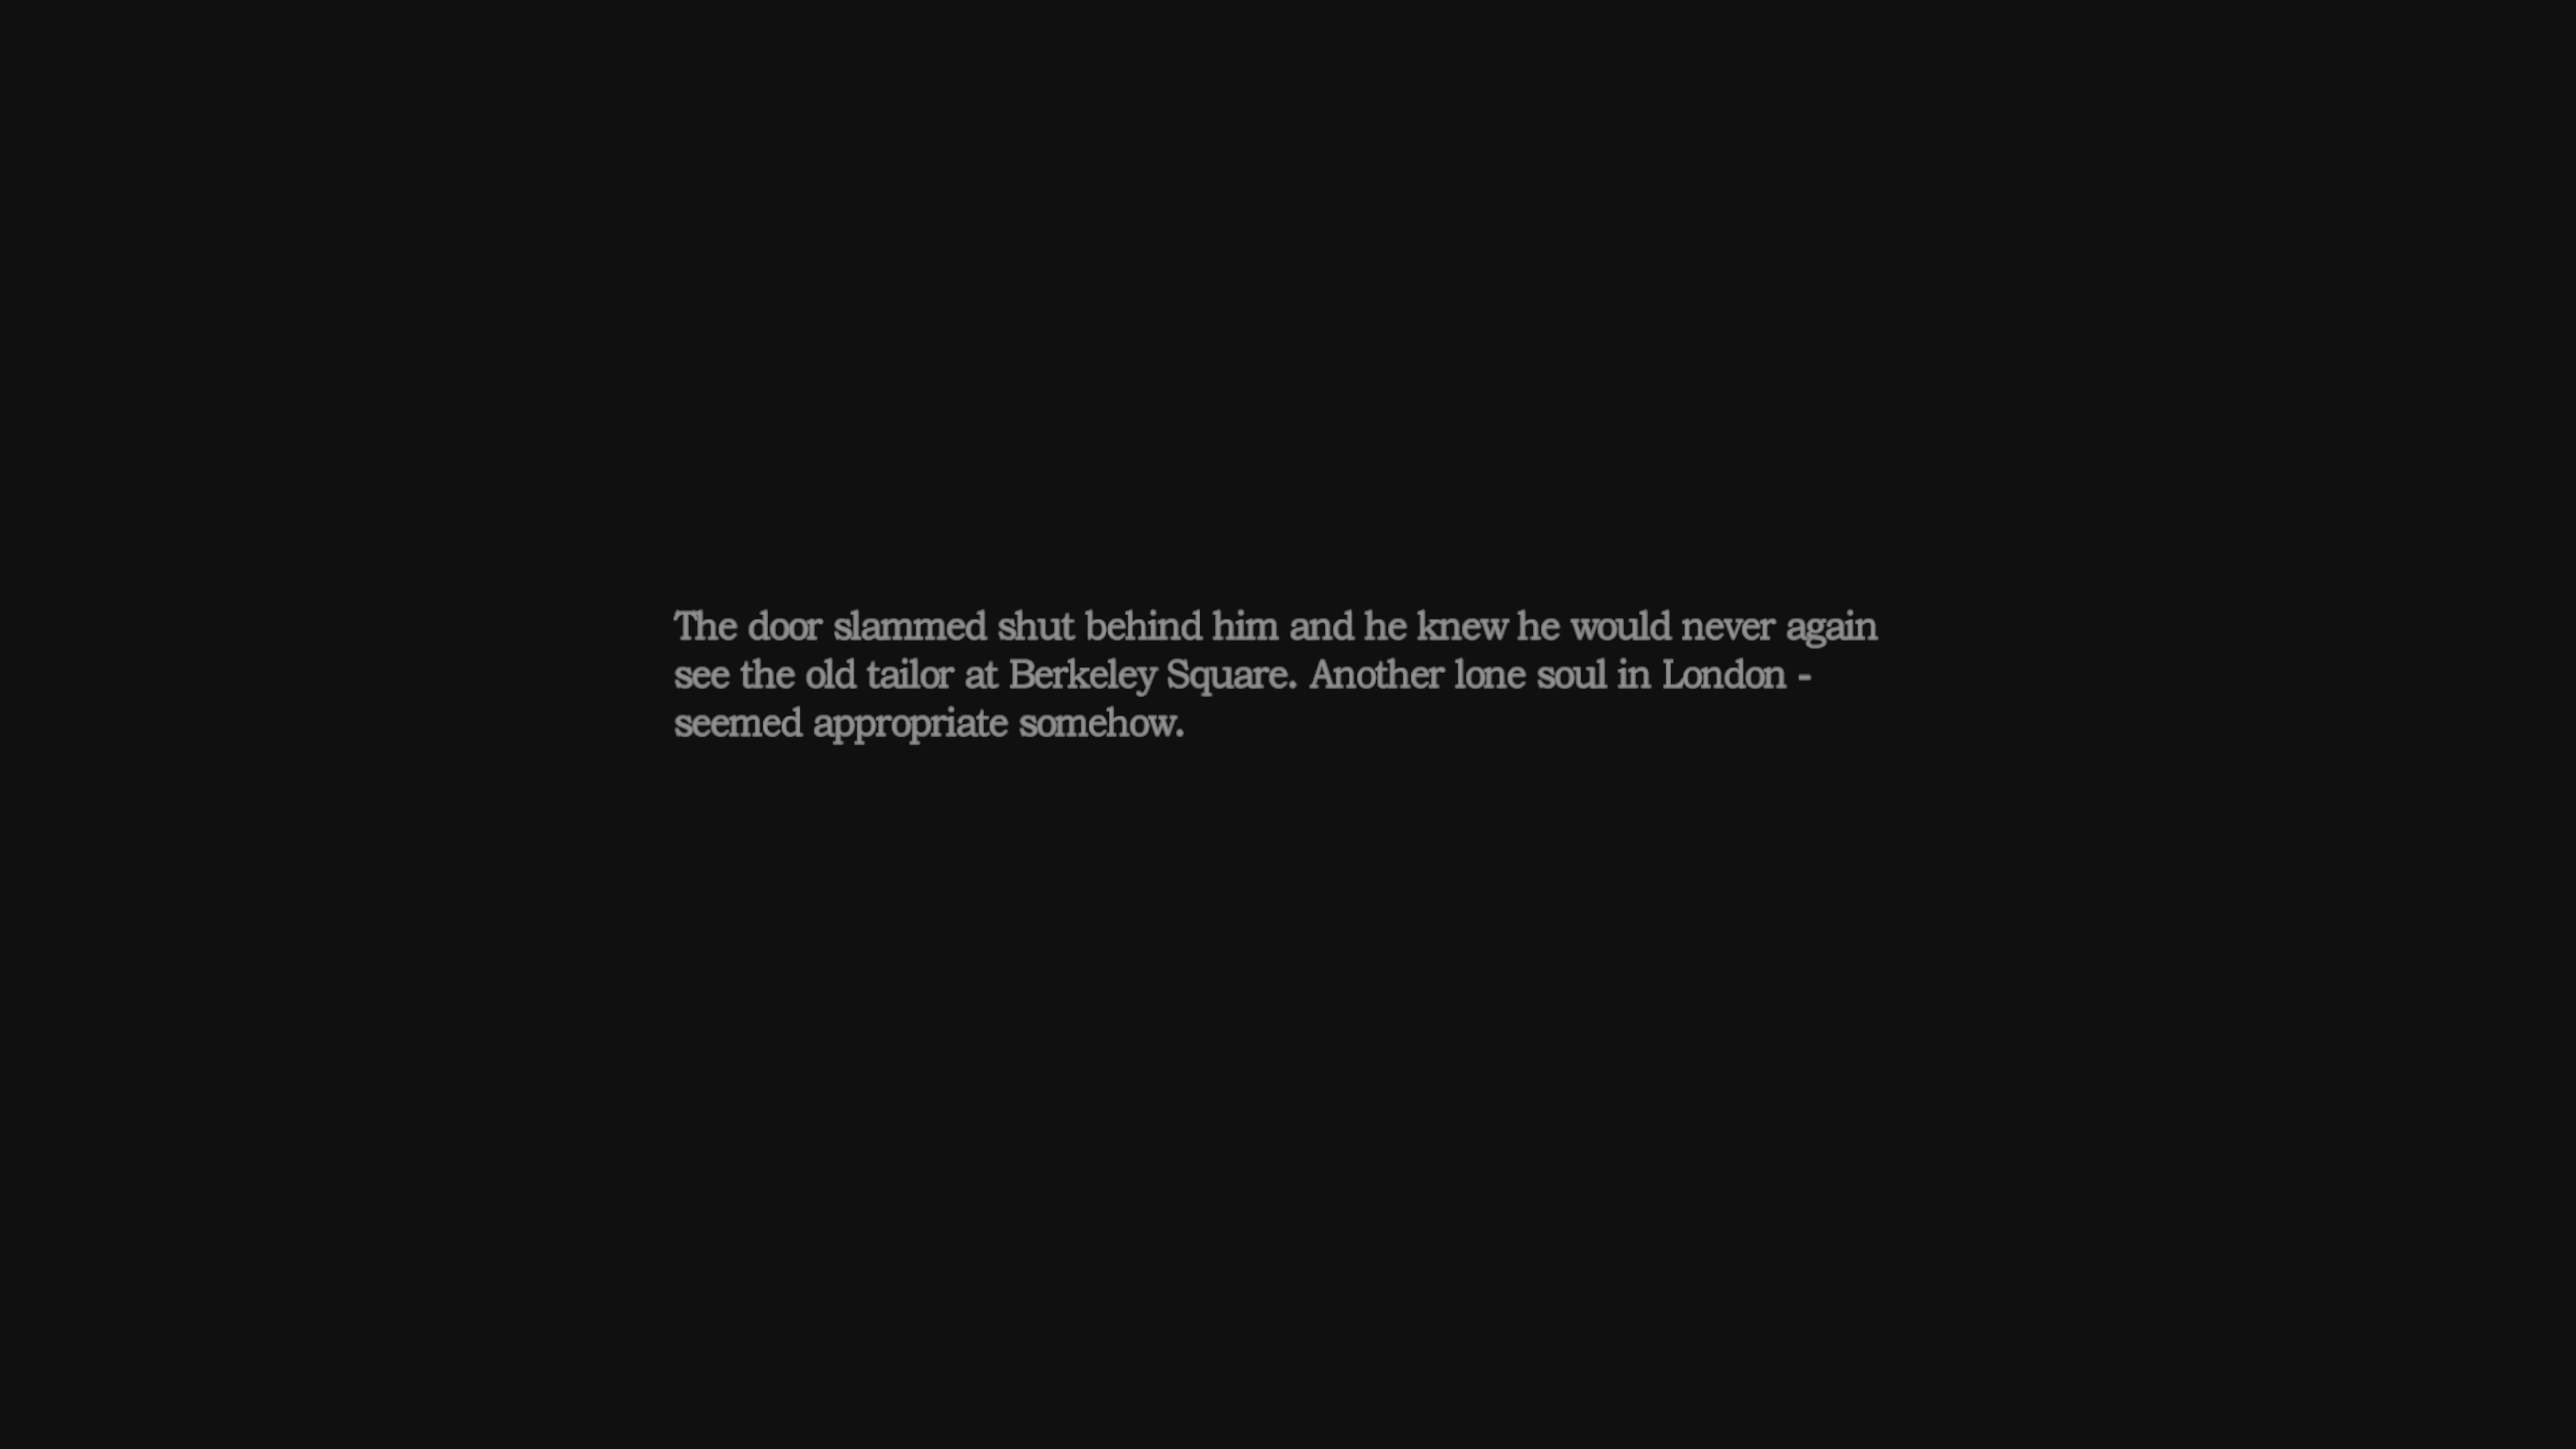 The door slammed shut behind him and he knew he would never again
see the old tailor at Berkeley Square. Another lone soul in London -
seemed appropriate somehow.